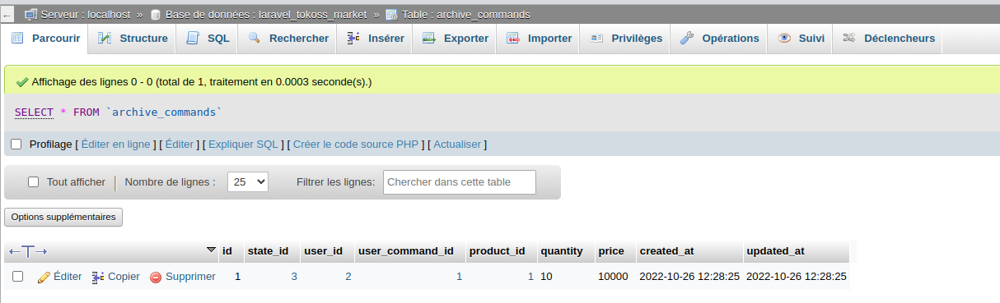 ← Serveur : localhost » Base de données : laravel_tokoss_market » Table : archive_commands
Parcourir Structure SQL Rechercher Insérer Exporter Importer Privilèges Opérations Suivi Déclencheurs
Affichage des lignes 0 - 0 (total de 1, traitement en 0.0003 seconde(s).)
SELECT * FROM `archive_commands`
Profilage [ Éditer en ligne ] [ Éditer ] [ Expliquer SQL ] [ Créer le code source PHP ] [ Actualiser ]
Tout afficher Nombre de lignes : 25 Filtrer les lignes: Chercher dans cette table
Options supplémentaires
←T→ id state_id user_id user_command_id product_id quantity price created_at updated_at
Éditer Copier Supprimer 1 3 2 1 1 10 10000 2022-10-26 12:28:25 2022-10-26 12:28:25